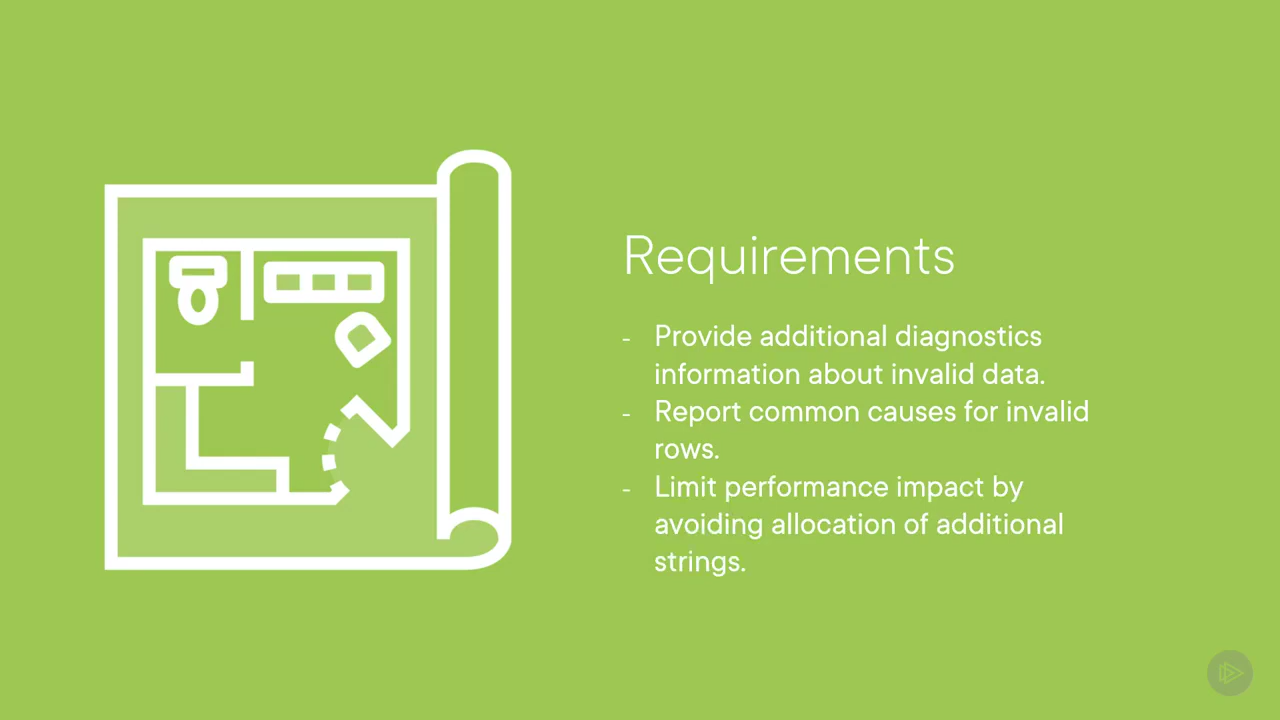 Requirements
- Provide additional diagnostics
information about invalid data.
- Report common causes for invalid
rows.
- Limit performance impact by
avoiding allocation of additional
strings.